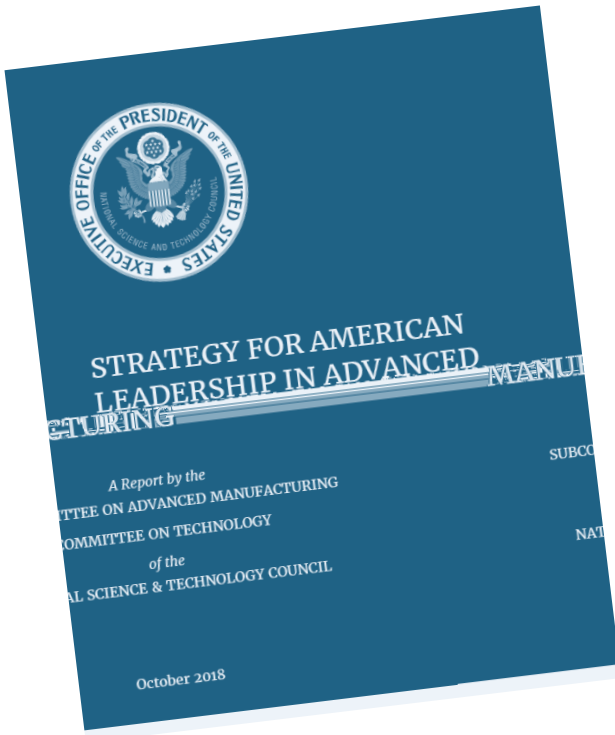 EXECUTIVE OFFICE OF THE PRESIDENT OF THE UNITED STATES
NATIONAL SCIENCE AND TECHNOLOGY COUNCIL
STRATEGY FOR AMERICAN
LEADERSHIP IN ADVANCED
MANUF
CTURING
A Report by the
SUBCO
ITTEE ON ADVANCED MANUFACTURING
COMMITTEE ON TECHNOLOGY
of the
NAT
AL SCIENCE & TECHNOLOGY COUNCIL
October 2018